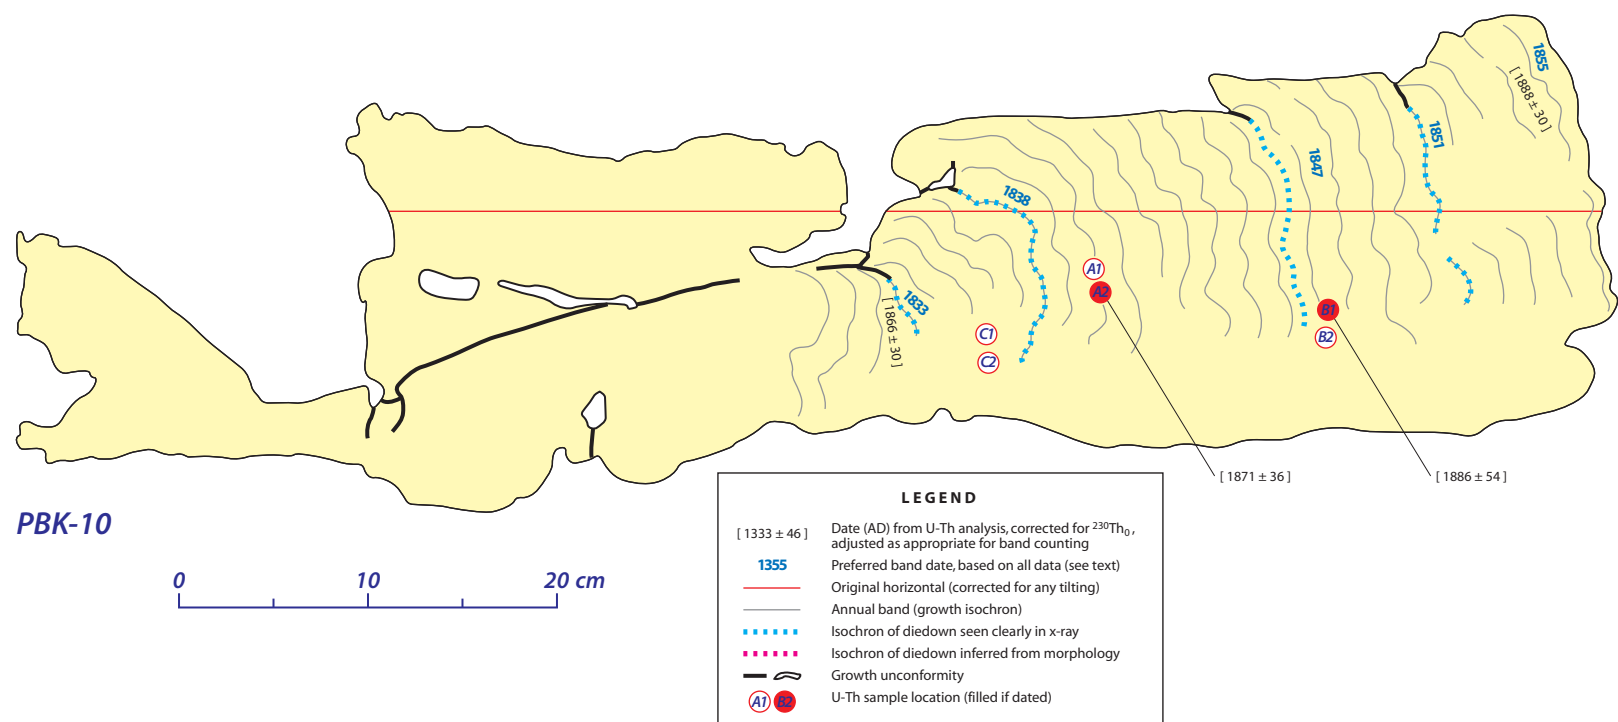 1855
[ 1888 ± 30 ]
1851
1847
1838
1833
[ 1866 ± 30 ]
A1
A2
B1
B2
C1
C2
[ 1871 ± 36 ]
[ 1886 ± 54 ]
PBK-10
0 10 20 cm
LEGEND
[ 1333 ± 46 ] Date (AD) from U-Th analysis, corrected for ²³⁰Th₀,
adjusted as appropriate for band counting
1355 Preferred band date, based on all data (see text)
Original horizontal (corrected for any tilting)
Annual band (growth isochron)
Isochron of diedown seen clearly in x-ray
Isochron of diedown inferred from morphology
Growth unconformity
A1 B2 U-Th sample location (filled if dated)